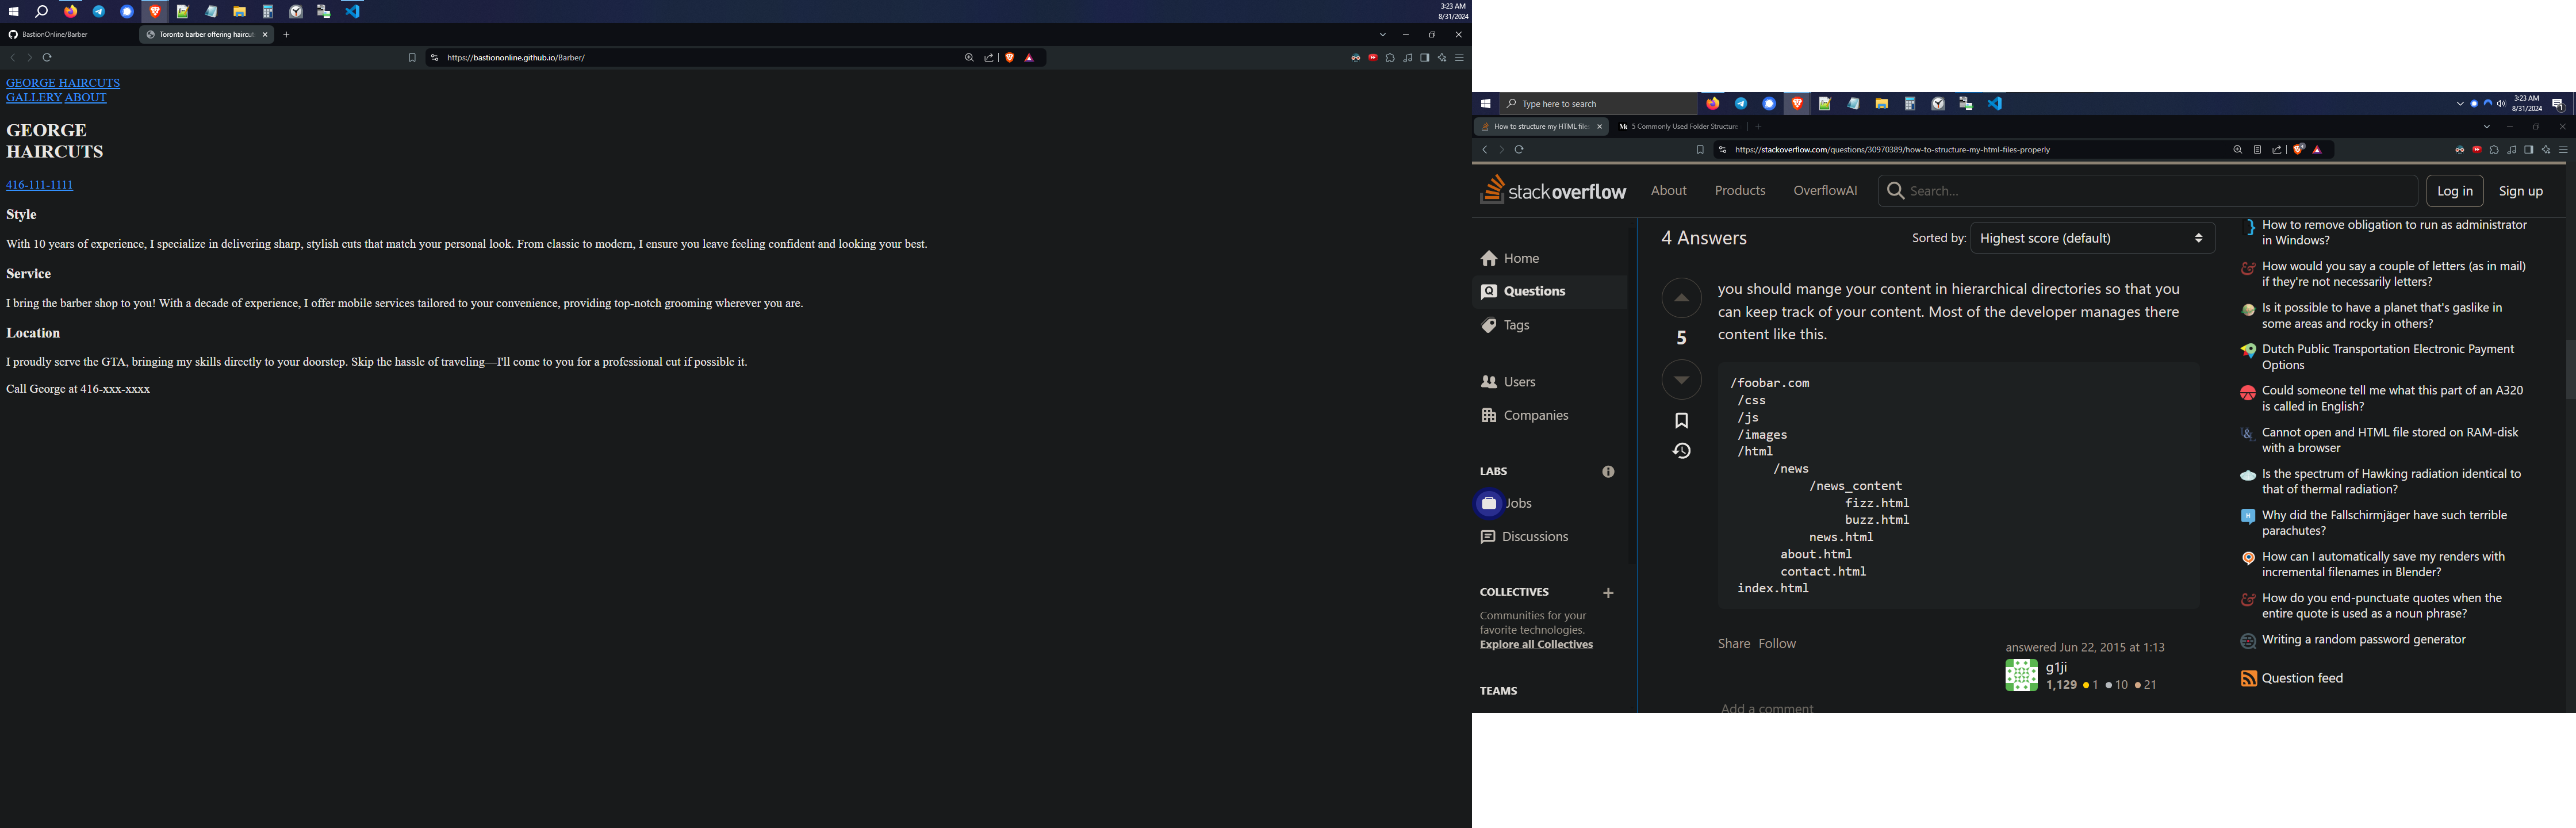 3:23 AM
8/31/2024
BastionOnline/Barber
Toronto barber offering haircut
https://bastiononline.github.io/Barber/
GEORGE HAIRCUTS
GALLERY ABOUT
GEORGE
HAIRCUTS
416-111-1111
Style
With 10 years of experience, I specialize in delivering sharp, stylish cuts that match your personal look. From classic to modern, I ensure you leave feeling confident and looking your best.
Service
I bring the barber shop to you! With a decade of experience, I offer mobile services tailored to your convenience, providing top-notch grooming wherever you are.
Location
I proudly serve the GTA, bringing my skills directly to your doorstep. Skip the hassle of traveling—I'll come to you for a professional cut if possible it.
Call George at 416-xxx-xxxx
Type here to search
3:23 AM
8/31/2024
How to structure my HTML file
5 Commonly Used Folder Structure
https://stackoverflow.com/questions/30970389/how-to-structure-my-html-files-properly
stackoverflow
About
Products
OverflowAI
Search...
Log in
Sign up
Home
Questions
Tags
Users
Companies
LABS
Jobs
Discussions
COLLECTIVES
Communities for your
favorite technologies.
Explore all Collectives
TEAMS
4 Answers
Sorted by:
Highest score (default)
5
you should mange your content in hierarchical directories so that you
can keep track of your content. Most of the developer manages there
content like this.
/foobar.com
/css
/js
/images
/html
/news
/news_content
fizz.html
buzz.html
news.html
about.html
contact.html
index.html
Share Follow
answered Jun 22, 2015 at 1:13
g1ji
1,129 1 10 21
Add a comment
How to remove obligation to run as administrator
in Windows?
How would you say a couple of letters (as in mail)
if they're not necessarily letters?
Is it possible to have a planet that's gaslike in
some areas and rocky in others?
Dutch Public Transportation Electronic Payment
Options
Could someone tell me what this part of an A320
is called in English?
Cannot open and HTML file stored on RAM-disk
with a browser
Is the spectrum of Hawking radiation identical to
that of thermal radiation?
Why did the Fallschirmjäger have such terrible
parachutes?
How can I automatically save my renders with
incremental filenames in Blender?
How do you end-punctuate quotes when the
entire quote is used as a noun phrase?
Writing a random password generator
Question feed